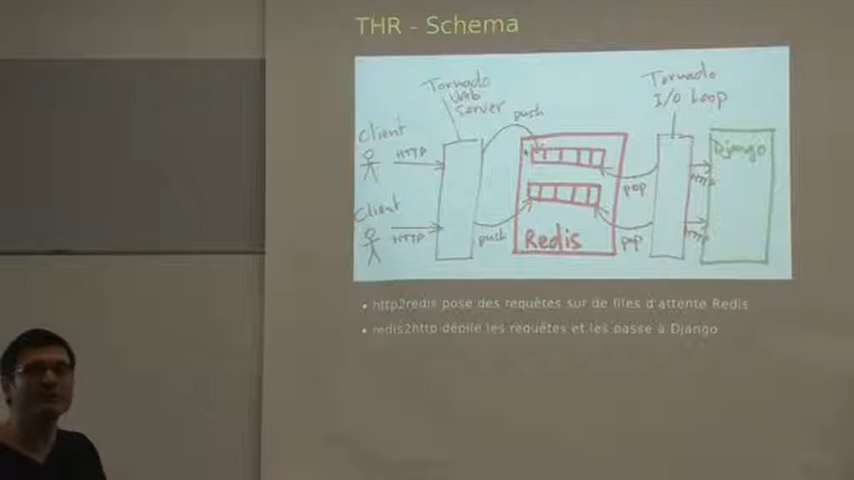 THR - Schema
Tornado
Web
Server
Tornado
I/O Loop
push
Client
HTTP
Django
pop
HTTP
Client
HTTP
push
Redis
pop
HTTP
• http2redis pose des requêtes sur de files d'attente Redis
• redis2http dépile les requêtes et les passe à Django